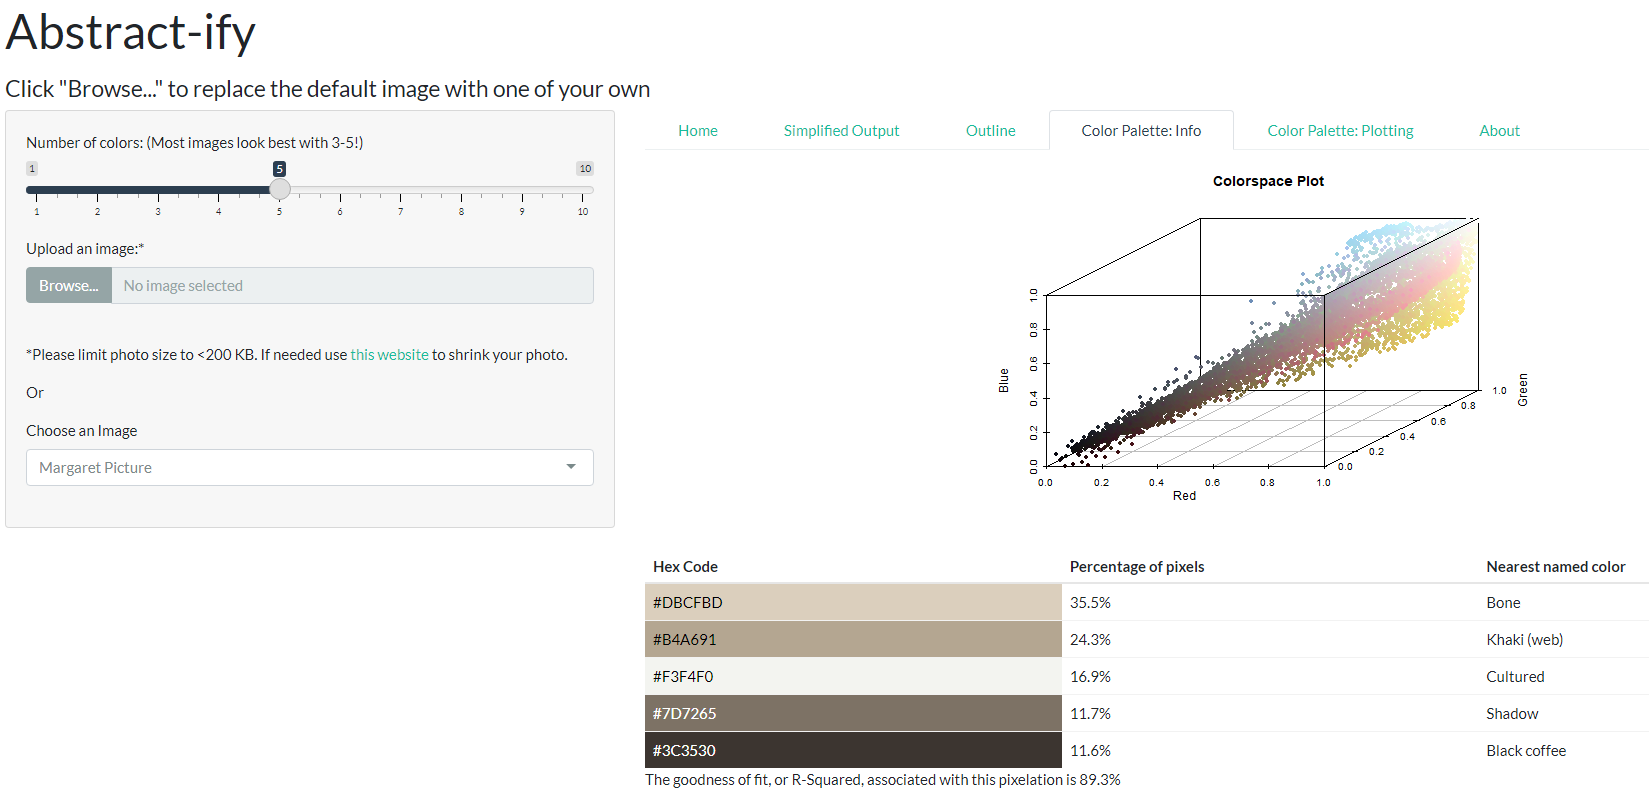 Abstract-ify
Click "Browse..." to replace the default image with one of your own
Number of colors: (Most images look best with 3-5!)
1 5 10
1 2 3 4 5 6 7 8 9 10
Upload an image:*
Browse... No image selected
*Please limit photo size to <200 KB. If needed use this website to shrink your photo.
Or
Choose an Image
Margaret Picture
Home Simplified Output Outline Color Palette: Info Color Palette: Plotting About
Colorspace Plot
Blue
0.0 0.2 0.4 0.6 0.8 1.0
0.0 0.2 0.4 0.6 0.8 1.0
Red
0.0 0.2 0.4 0.6 0.8 1.0
Green
Hex Code Percentage of pixels Nearest named color
#DBCFBD 35.5% Bone
#B4A691 24.3% Khaki (web)
#F3F4F0 16.9% Cultured
#7D7265 11.7% Shadow
#3C3530 11.6% Black coffee
The goodness of fit, or R-Squared, associated with this pixelation is 89.3%